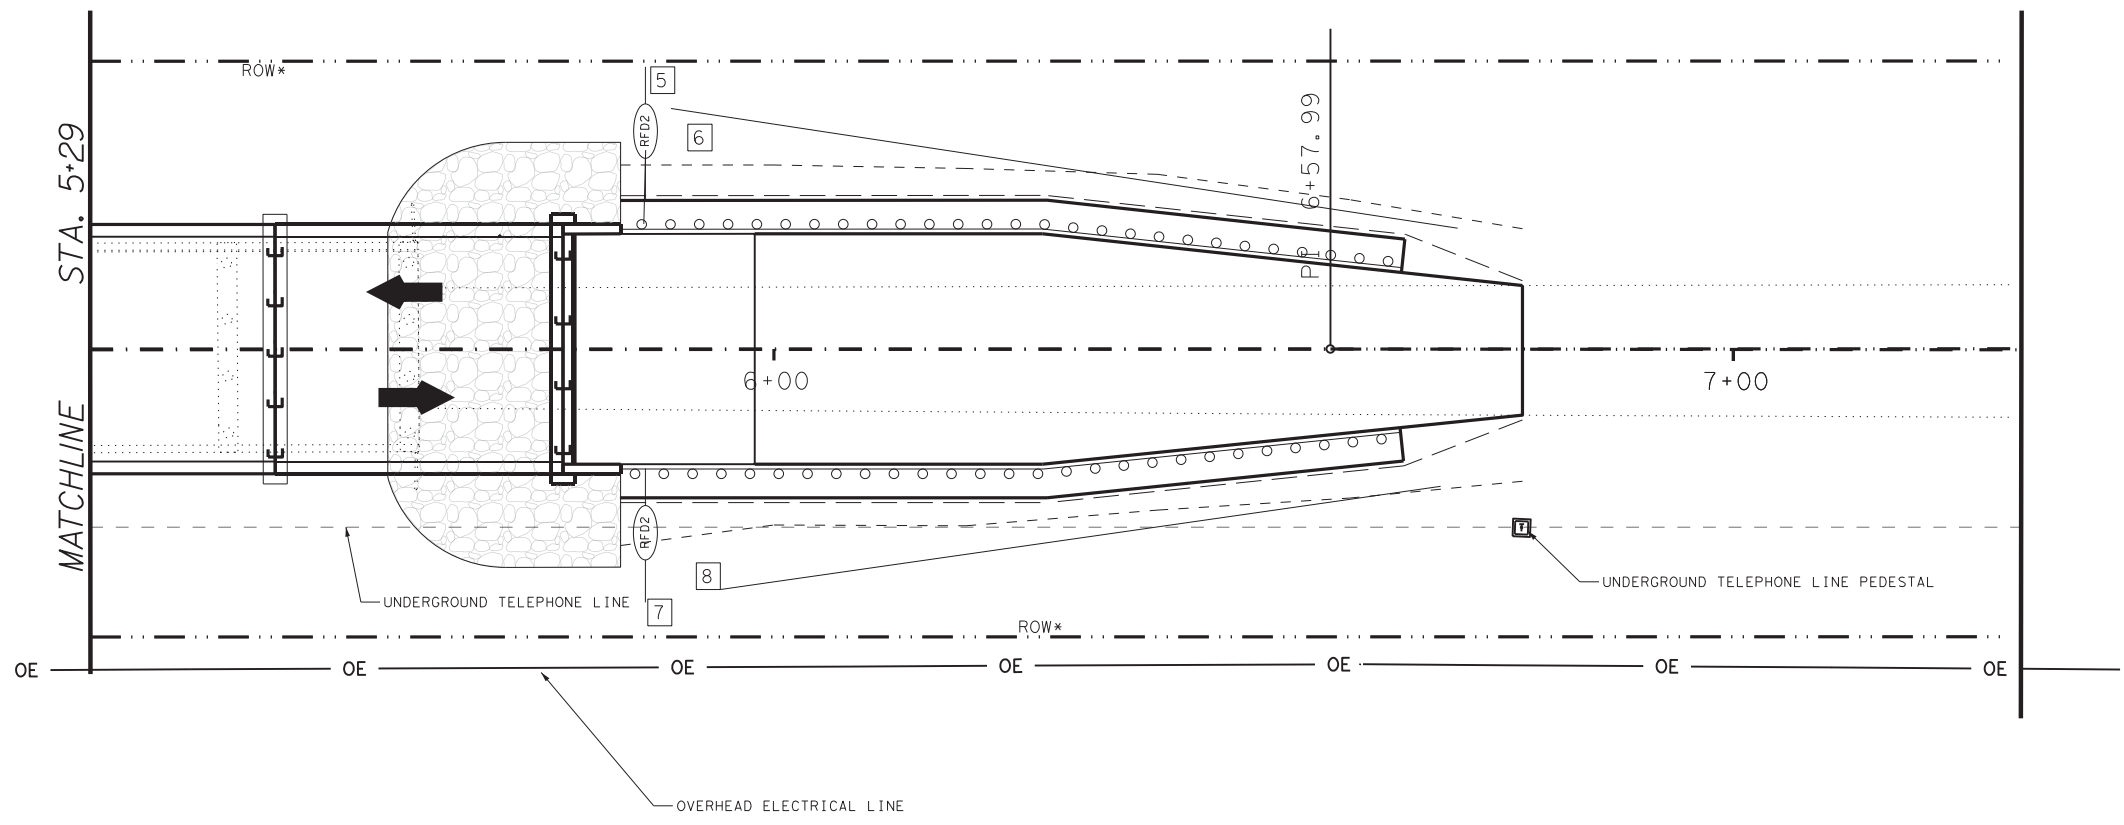 ROW*
5
RFD2
6
PI 6+57.99
STA. 5+29
MATCHLINE
6+00
7+00
RFD2
8
7
UNDERGROUND TELEPHONE LINE
T
UNDERGROUND TELEPHONE LINE PEDESTAL
ROW*
OE OE OE OE OE OE OE
OVERHEAD ELECTRICAL LINE